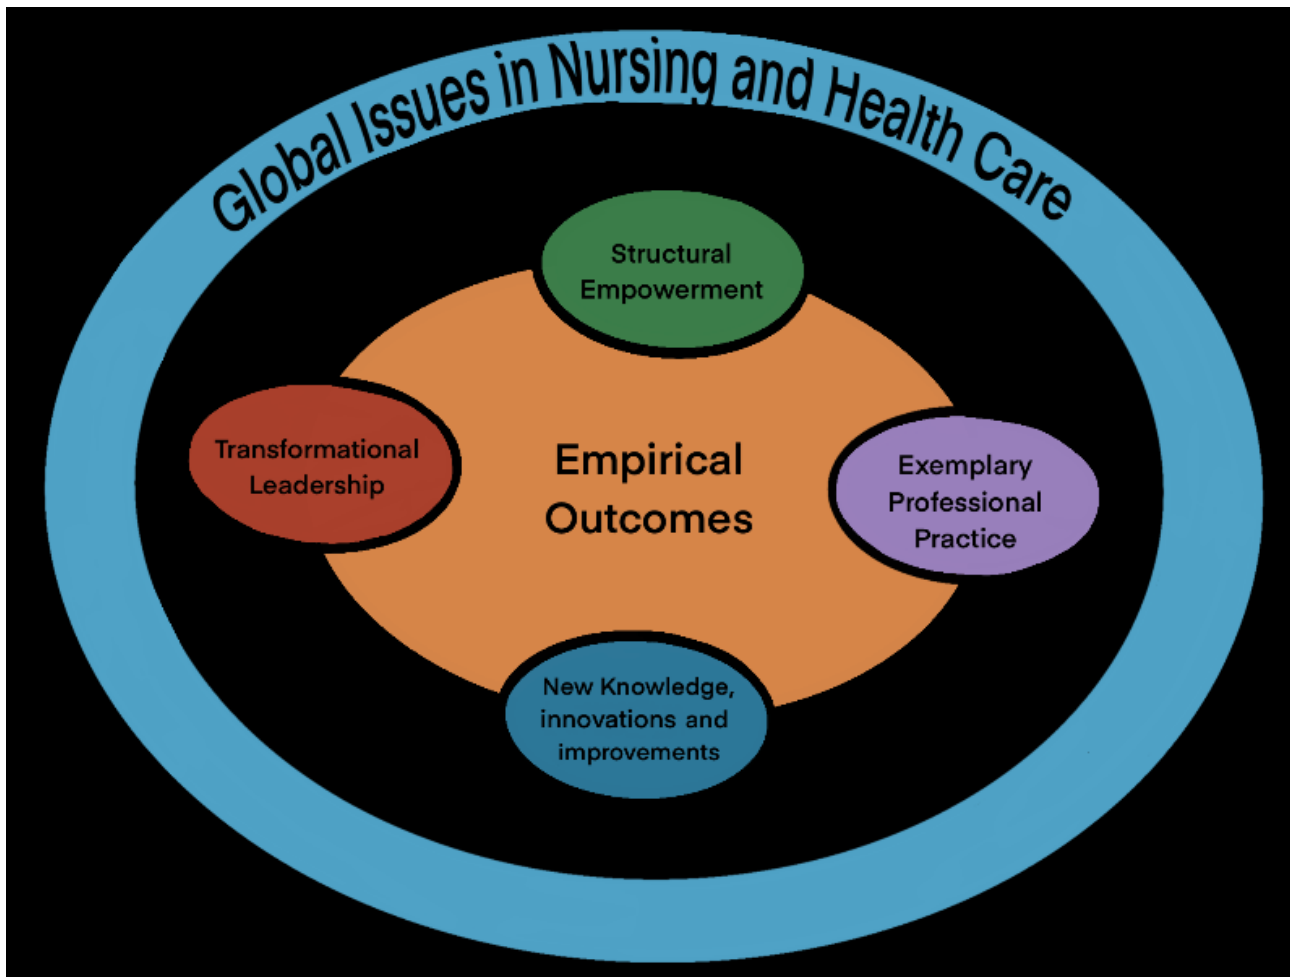 Global Issues in Nursing and Health Care
Structural
Empowerment
Transformational
Leadership
Empirical
Outcomes
Exemplary
Professional
Practice
New Knowledge,
innovations and
improvements